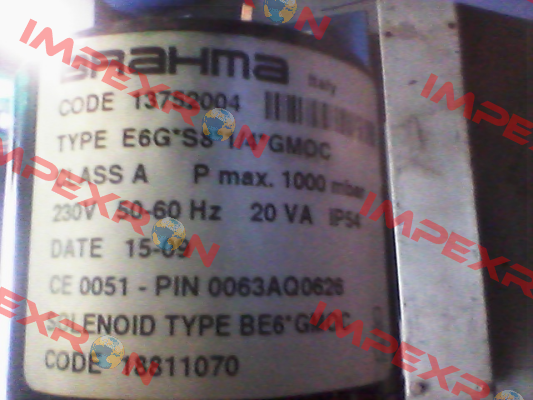 BRAHMA Italy
CODE 13752004
TYPE E6G*S8 1/4"GMOC
CLASS A P max. 1000 mbar
230V 50-60 Hz 20 VA IP54
DATE 15-09
CE 0051 - PIN 0063AQ0626
SOLENOID TYPE BE6*GMOC
CODE 18811070
IMPEXRON
IMPEXRON
IMPEXRON
IMPEXRON
IMPEXRON